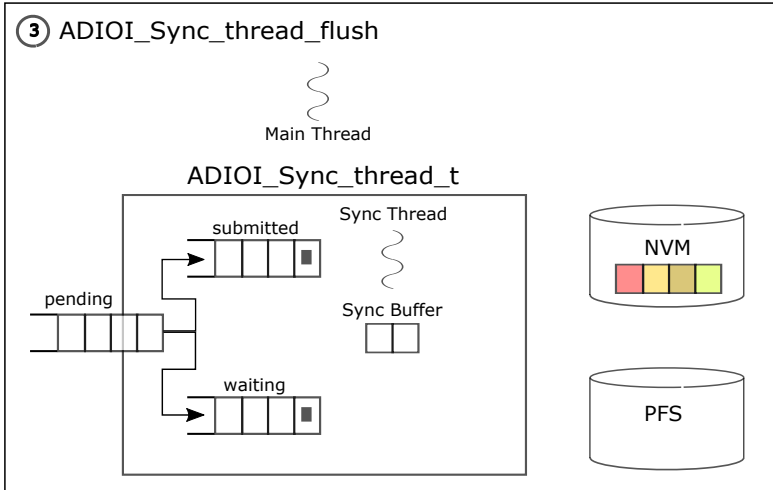 3 ADIOI_Sync_thread_flush
Main Thread
ADIOI_Sync_thread_t
submitted
Sync Thread
NVM
pending
Sync Buffer
waiting
PFS